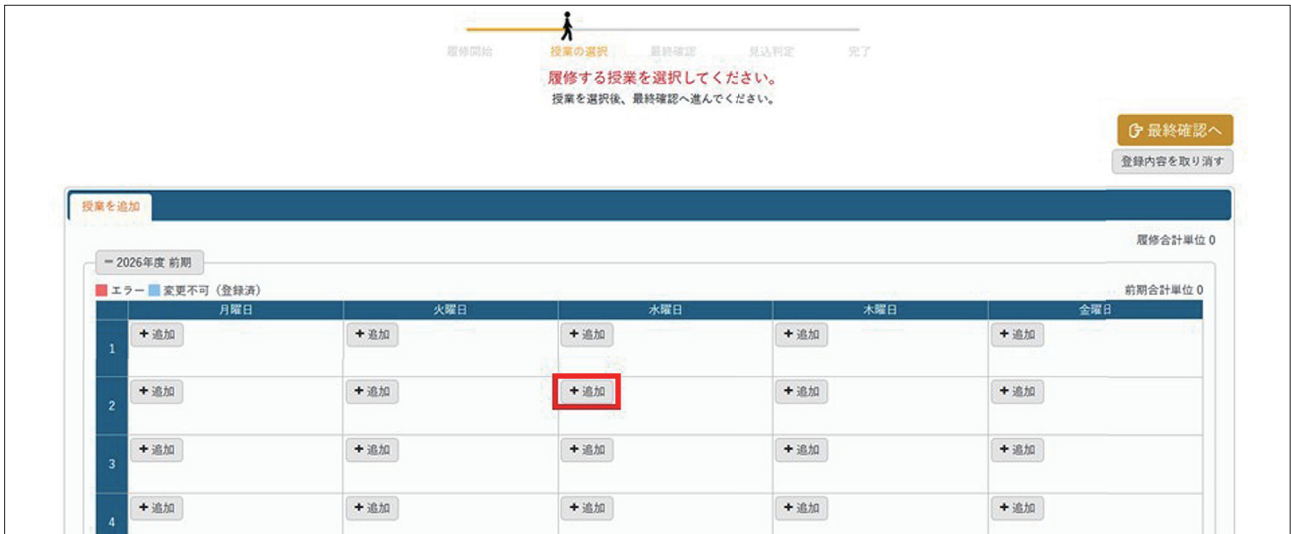 履修開始 授業の選択 最終確認 見込判定 完了
履修する授業を選択してください。
授業を選択後、最終確認へ進んでください。
最終確認へ
登録内容を取り消す
授業を追加
履修合計単位 0
2026年度 前期
エラー 変更不可（登録済）
前期合計単位 0
月曜日 火曜日 水曜日 木曜日 金曜日
1 +追加 +追加 +追加 +追加 +追加
2 +追加 +追加 +追加 +追加 +追加
3 +追加 +追加 +追加 +追加 +追加
4 +追加 +追加 +追加 +追加 +追加